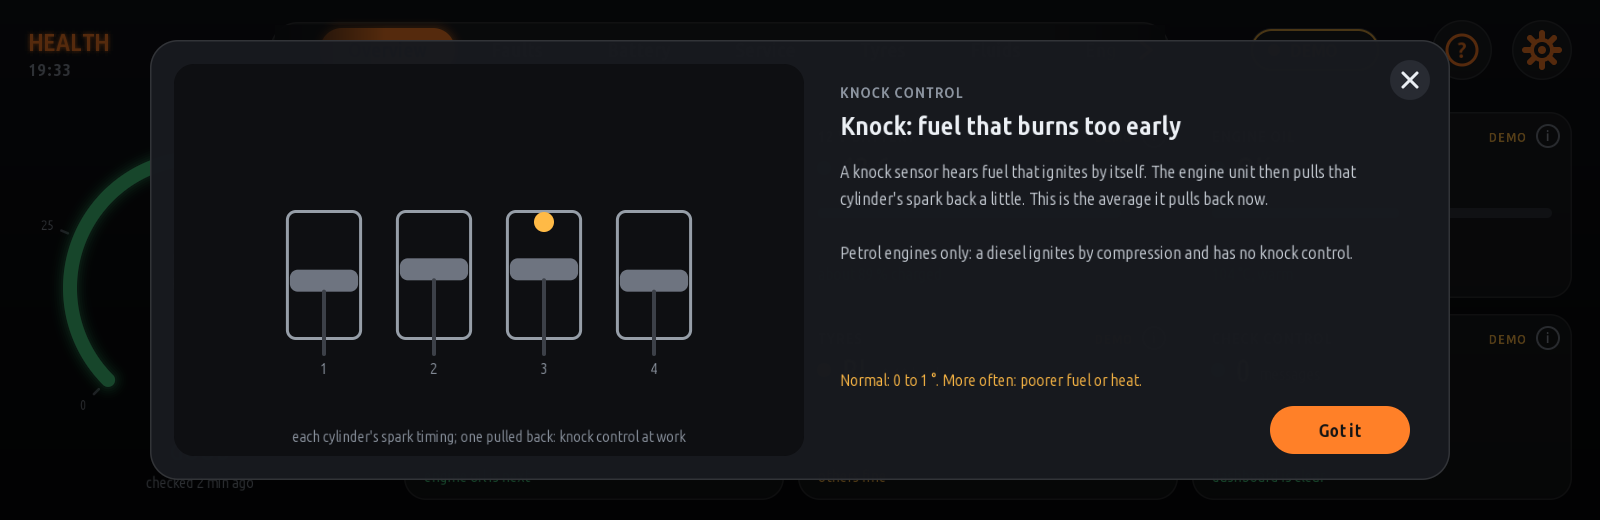 HEALTH
19:33
?
KNOCK CONTROL
Knock: fuel that burns too early
A knock sensor hears fuel that ignites by itself. The engine unit then pulls that
cylinder's spark back a little. This is the average it pulls back now.
Petrol engines only: a diesel ignites by compression and has no knock control.
Normal: 0 to 1 °. More often: poorer fuel or heat.
Got it
1
2
3
4
each cylinder's spark timing; one pulled back: knock control at work
DEMO i
DEMO i
25
0
checked 2 min ago